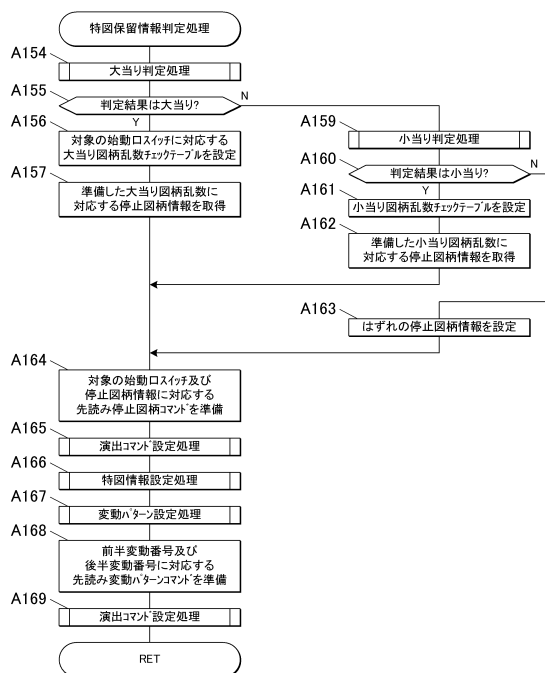 特図保留情報判定処理
A154
大当り判定処理
A155
判定結果は大当り?
N
Y
A156
対象の始動口スイッチに対応する
大当り図柄乱数チェックテーブルを設定
A157
準備した大当り図柄乱数に
対応する停止図柄情報を取得
A159
小当り判定処理
A160
判定結果は小当り?
N
Y
A161
小当り図柄乱数チェックテーブルを設定
A162
準備した小当り図柄乱数に
対応する停止図柄情報を取得
A163
はずれの停止図柄情報を設定
A164
対象の始動口スイッチ及び
停止図柄情報に対応する
先読み停止図柄コマンドを準備
A165
演出コマンド設定処理
A166
特図情報設定処理
A167
変動パターン設定処理
A168
前半変動番号及び
後半変動番号に対応する
先読み変動パターンコマンドを準備
A169
演出コマンド設定処理
RET